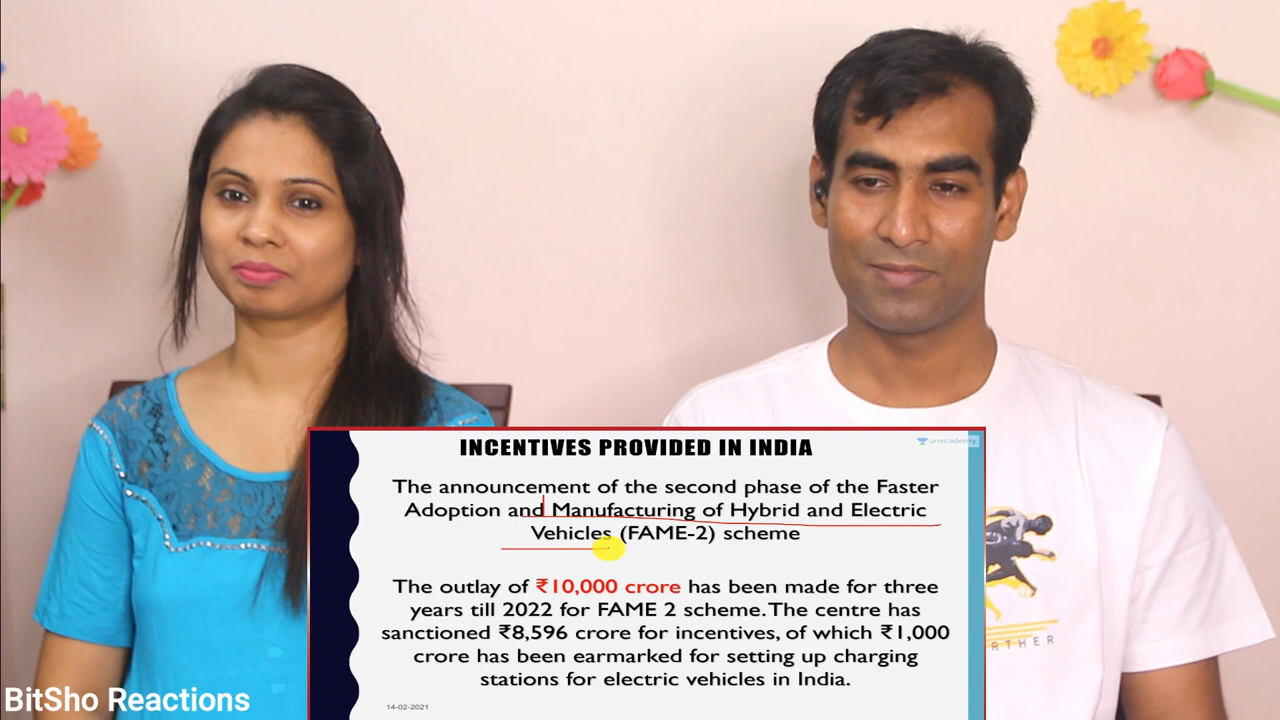 INCENTIVES PROVIDED IN INDIA
unacademy
The announcement of the second phase of the Faster
Adoption and Manufacturing of Hybrid and Electric
Vehicles (FAME-2) scheme
The outlay of ₹10,000 crore has been made for three
years till 2022 for FAME 2 scheme. The centre has
sanctioned ₹8,596 crore for incentives, of which ₹1,000
crore has been earmarked for setting up charging
stations for electric vehicles in India.
14-02-2021
RTHER
BitSho Reactions